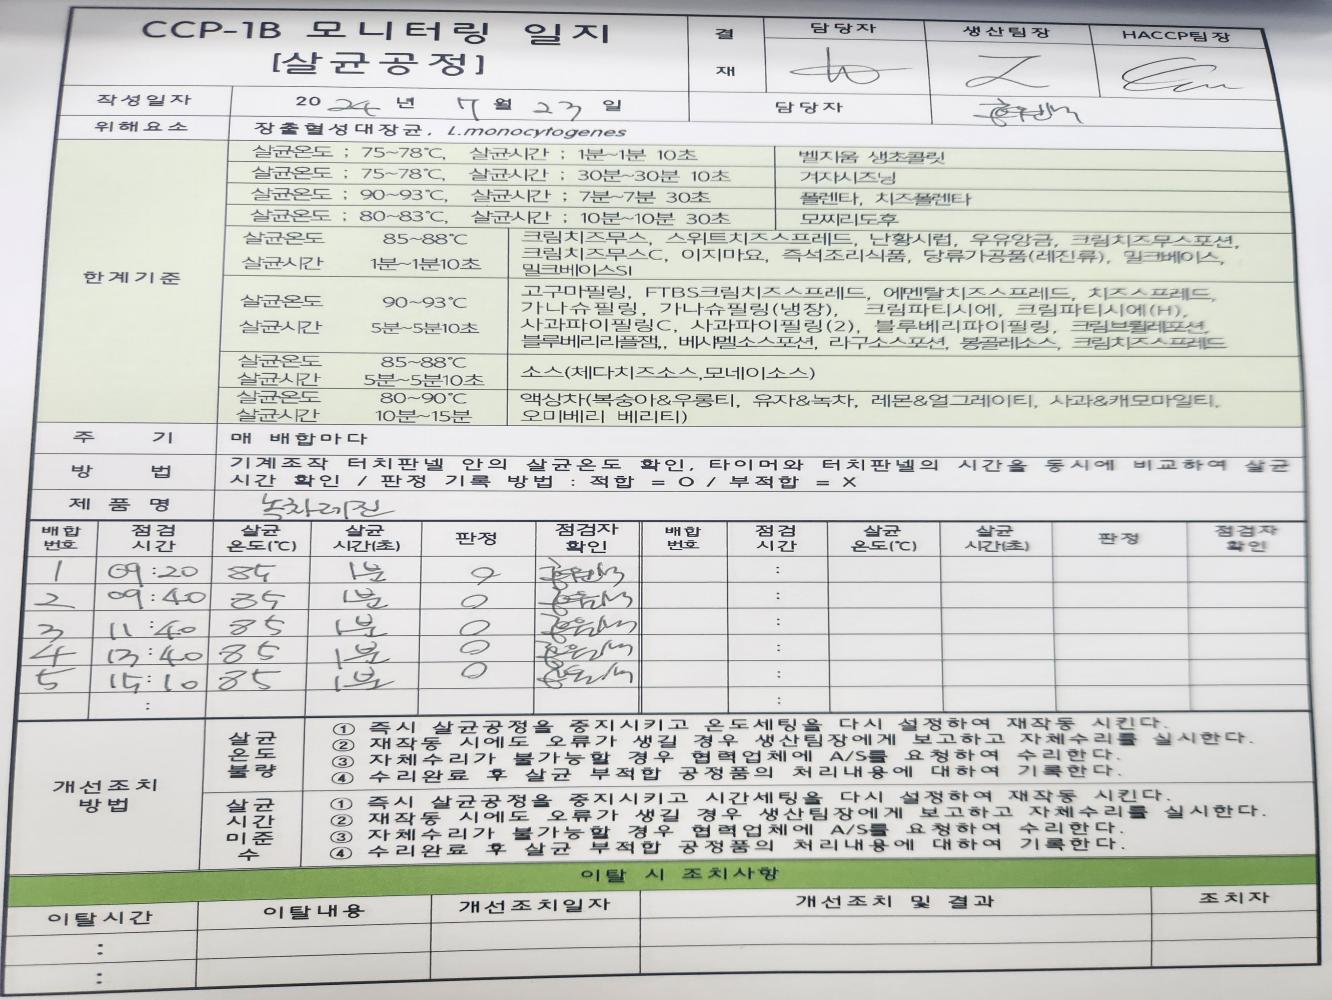 CCP-1B 모니터링 일지
[살균공정]
결재
담당자 생산팀장 HACCP팀장
작성일자 2024년 7월 23일 담당자
위해요소 장출혈성대장균, L.monocytogenes
한계기준
살균온도 ; 75~78℃, 살균시간 ; 1분~1분 10초 벨지움 생초콜릿
살균온도 ; 75~78℃, 살균시간 ; 30분~30분 10초 겨자시즈닝
살균온도 ; 90~93℃, 살균시간 ; 7분~7분 30초 폴렌타, 치즈폴렌타
살균온도 ; 80~83℃, 살균시간 ; 10분~10분 30초 모찌리도후
살균온도 85~88℃
살균시간 1분~1분10초
크림치즈무스, 스위트치즈스프레드, 난황시럽, 우유앙금, 크림치즈무스포션,
크림치즈무스C, 이지마요, 즉석조리식품, 당류가공품(레진류), 밀크베이스,
밀크베이스SI
살균온도 90~93℃
살균시간 5분~5분10초
고구마필링, FTBS크림치즈스프레드, 에멘탈치즈스프레드, 치즈스프레드,
가나슈필링, 가나슈필링(냉장), 크림파티시에, 크림파티시에(H),
사과파이필링C, 사과파이필링(2), 블루베리파이필링, 크림브륄레포션,
블루베리리플잼,, 베샤멜소스포션, 라구소스포션, 봉골레소스, 크림치즈스프레드
살균온도 85~88℃
살균시간 5분~5분10초
소스(체다치즈소스,모네이소스)
살균온도 80~90℃
살균시간 10분~15분
액상차(복숭아&우롱티, 유자&녹차, 레몬&얼그레이티, 사과&캐모마일티,
오미베리 베리티)
주 기 매 배합마다
방 법 기계조작 터치판넬 안의 살균온도 확인, 타이머와 터치판넬의 시간을 동시에 비교하여 살균
시간 확인 / 판정 기록 방법 : 적합 = O / 부적합 = X
제 품 명 녹차레진
배합번호 점검시간 살균온도(℃) 살균시간(초) 판정 점검자확인 배합번호 점검시간 살균온도(℃) 살균시간(초) 판정 점검자확인
1 09:20 85 1분 O :
2 09:40 85 1분 O :
3 11:40 85 1분 O :
4 13:40 85 1분 O :
5 15:10 85 1분 O :
: :
개선조치
방법
살균온도불량
① 즉시 살균공정을 중지시키고 온도세팅을 다시 설정하여 재작동 시킨다.
② 재작동 시에도 오류가 생길 경우 생산팀장에게 보고하고 자체수리를 실시한다.
③ 자체수리가 불가능할 경우 협력업체에 A/S를 요청하여 수리한다.
④ 수리완료 후 살균 부적합 공정품의 처리내용에 대하여 기록한다.
살균시간미준수
① 즉시 살균공정을 중지시키고 시간세팅을 다시 설정하여 재작동 시킨다.
② 재작동 시에도 오류가 생길 경우 생산팀장에게 보고하고 자체수리를 실시한다.
③ 자체수리가 불가능할 경우 협력업체에 A/S를 요청하여 수리한다.
④ 수리완료 후 살균 부적합 공정품의 처리내용에 대하여 기록한다.
이탈 시 조치사항
이탈시간 이탈내용 개선조치일자 개선조치 및 결과 조치자
:
: